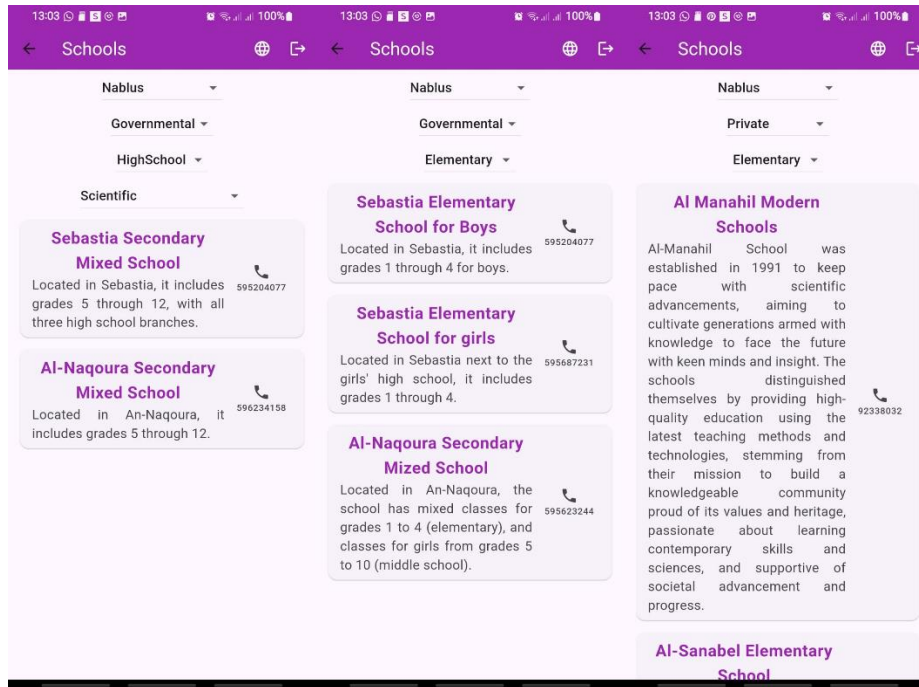 13:03 100%
Schools
Nablus
Governmental
HighSchool
Scientific
Sebastia Secondary
Mixed School
Located in Sebastia, it includes
grades 5 through 12, with all
three high school branches.
595204077
Al-Naqoura Secondary
Mixed School
Located in An-Naqoura, it
includes grades 5 through 12.
596234158
13:03 S 100%
Schools
Nablus
Governmental
Elementary
Sebastia Elementary
School for Boys
Located in Sebastia, it includes
grades 1 through 4 for boys.
595204077
Sebastia Elementary
School for girls
Located in Sebastia next to the
girls' high school, it includes
grades 1 through 4.
595687231
Al-Naqoura Secondary
Mized School
Located in An-Naqoura, the
school has mixed classes for
grades 1 to 4 (elementary), and
classes for girls from grades 5
to 10 (middle school).
595623244
13:03 S 100%
Schools
Nablus
Private
Elementary
Al Manahil Modern
Schools
Al-Manahil School was
established in 1991 to keep
pace with scientific
advancements, aiming to
cultivate generations armed with
knowledge to face the future
with keen minds and insight. The
schools distinguished
themselves by providing high-
quality education using the
latest teaching methods and
technologies, stemming from
their mission to build a
knowledgeable community
proud of its values and heritage,
passionate about learning
contemporary skills and
sciences, and supportive of
societal advancement and
progress.
92338032
Al-Sanabel Elementary
School